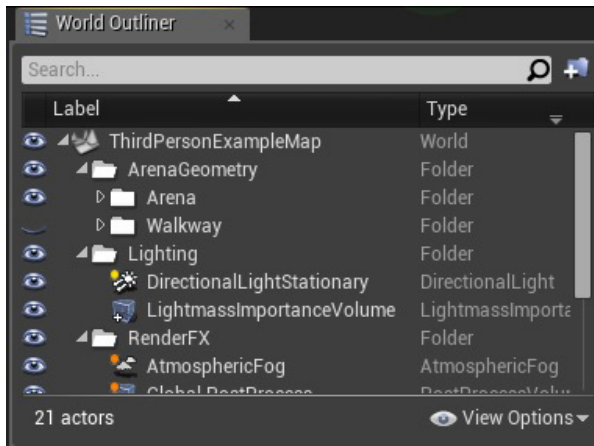 World Outliner
Search...
Label Type
ThirdPersonExampleMap World
ArenaGeometry Folder
Arena Folder
Walkway Folder
Lighting Folder
DirectionalLightStationary DirectionalLight
LightmassImportanceVolume LightmassImporta
RenderFX Folder
AtmosphericFog AtmosphericFog
21 actors View Options